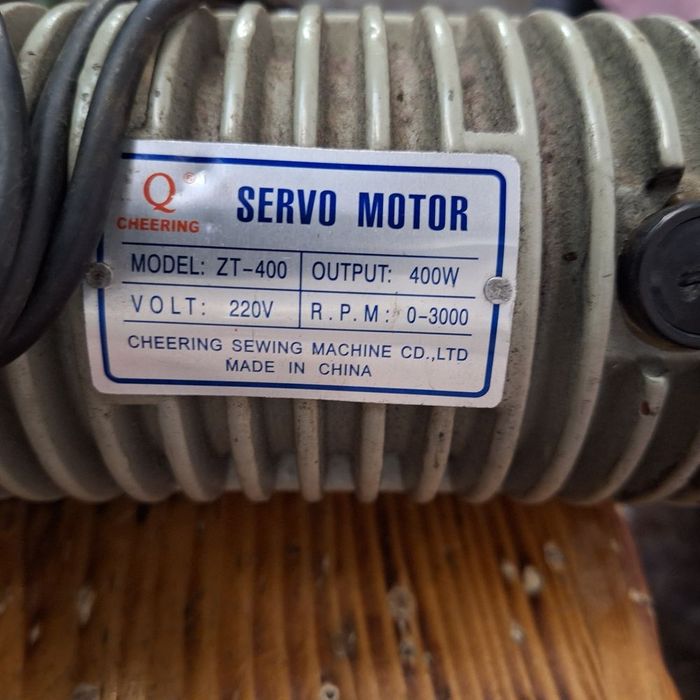 Q®
CHEERING
SERVO MOTOR
MODEL: ZT-400 OUTPUT: 400W
VOLT: 220V R.P.M: 0-3000
CHEERING SEWING MACHINE CD.,LTD
MADE IN CHINA